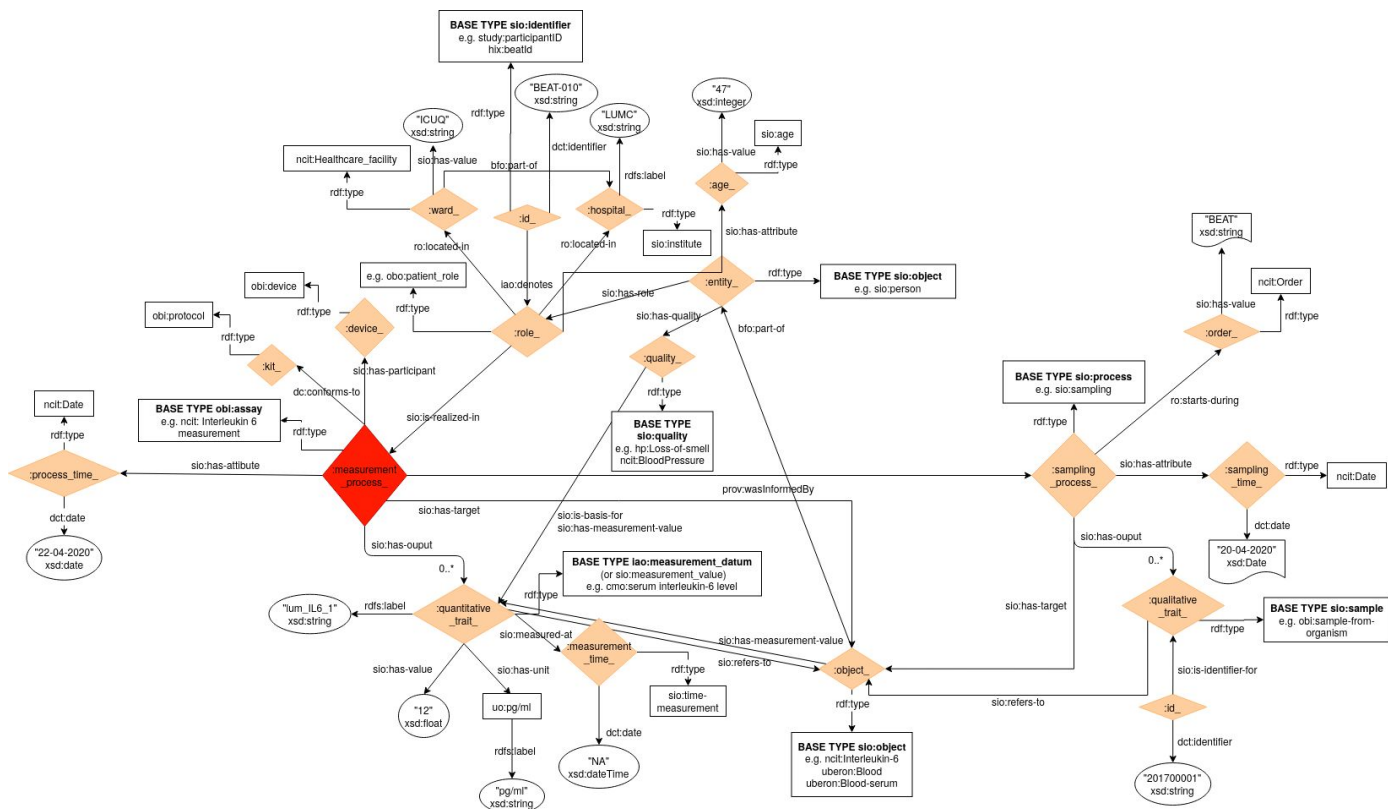 BASE TYPE sio:identifier
e.g. study:participantID
hix:beatId
"BEAT-010"
xsd:string
"47"
xsd:integer
"ICUQ"
xsd:string
"LUMC"
xsd:string
rdf:type
dct:identifier
sio:age
sio:has-value
rdf:type
ncit:Healthcare_facility
sio:has-value
bfo:part-of
rdfs:label
rdf:type
:age_
:ward_
:id_
:hospital_
rdf:type
sio:has-attribute
"BEAT"
xsd:string
ro:located-in
ro:located-in
sio:institute
obi:device
e.g. obo:patient_role
iao:denotes
sio:has-role
:entity_
rdf:type
BASE TYPE sio:object
e.g. sio:person
ncit:Order
sio:has-value
rdf:type
obi:protocol
rdf:type
:device_
rdf:type
:role_
sio:has-quality
bfo:part-of
:order_
rdf:type
rdf:type
:kit_
sio:has-participant
:quality_
dc:conforms-to
rdf:type
BASE TYPE sio:process
e.g. sio:sampling
ro:starts-during
ncit:Date
BASE TYPE obi:assay
e.g. ncit: Interleukin 6
measurement
rdf:type
sio:is-realized-in
BASE TYPE
sio:quality
e.g. hp:Loss-of-smell
ncit:BloodPressure
rdf:type
rdf:type
:process_time_
sio:has-attibute
:measurement
_process_
:sampling
_process_
sio:has-attribute
:sampling
_time_
rdf:type
ncit:Date
prov:wasInformedBy
sio:has-target
dct:date
"22-04-2020"
xsd:date
sio:is-basis-for
sio:has-measurement-value
sio:has-ouput
0..*
dct:date
"20-04-2020"
xsd:Date
sio:has-ouput
0..*
BASE TYPE iao:measurement_datum
(or sio:measurement_value)
e.g. cmo:serum interleukin-6 level
rdf:type
"lum_IL6_1"
xsd:string
rdfs:label
:quantitative
_trait_
sio:has-target
:qualitative
_trait_
BASE TYPE sio:sample
e.g. obi:sample-from-
organism
rdf:type
sio:measured-at
:measurement
_time_
sio:has-measurement-value
sio:refers-to
:object_
sio:has-value
sio:has-unit
rdf:type
rdf:type
sio:is-identifier-for
sio:refers-to
"12"
xsd:float
uo:pg/ml
sio:time-
measurement
:id_
rdfs:label
dct:date
BASE TYPE sio:object
e.g. ncit:Interleukin-6
uberon:Blood
uberon:Blood-serum
dct:identifier
"NA"
xsd:dateTime
"201700001"
xsd:string
"pg/ml"
xsd:string